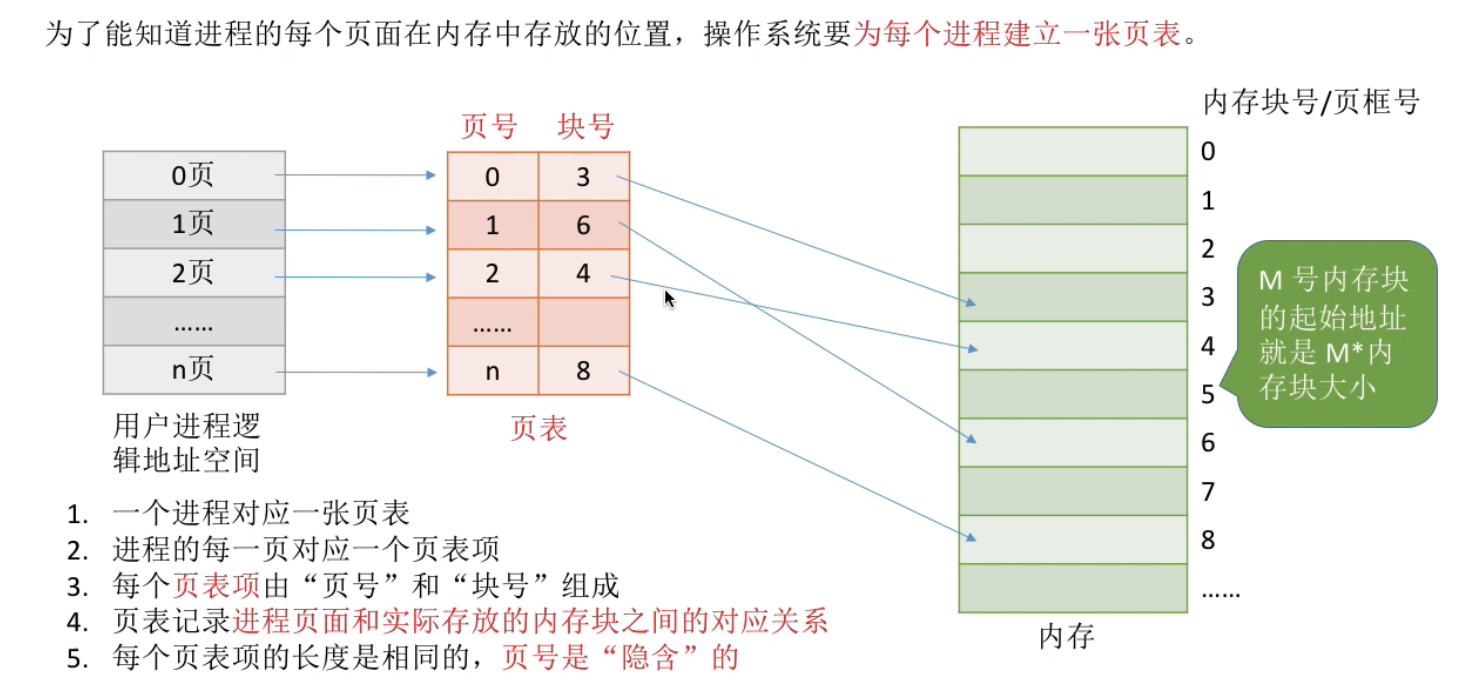 为了能知道进程的每个页面在内存中存放的位置，操作系统要为每个进程建立一张页表。
内存块号/页框号
页号 块号
0页
1页
2页
……
n页
用户进程逻
辑地址空间
0 3
1 6
2 4
……
n 8
页表
0
1
2
3
4
5
6
7
8
……
内存
M 号内存块
的起始地址
就是 M*内
存块大小
1. 一个进程对应一张页表
2. 进程的每一页对应一个页表项
3. 每个页表项由“页号”和“块号”组成
4. 页表记录进程页面和实际存放的内存块之间的对应关系
5. 每个页表项的长度是相同的，页号是“隐含”的